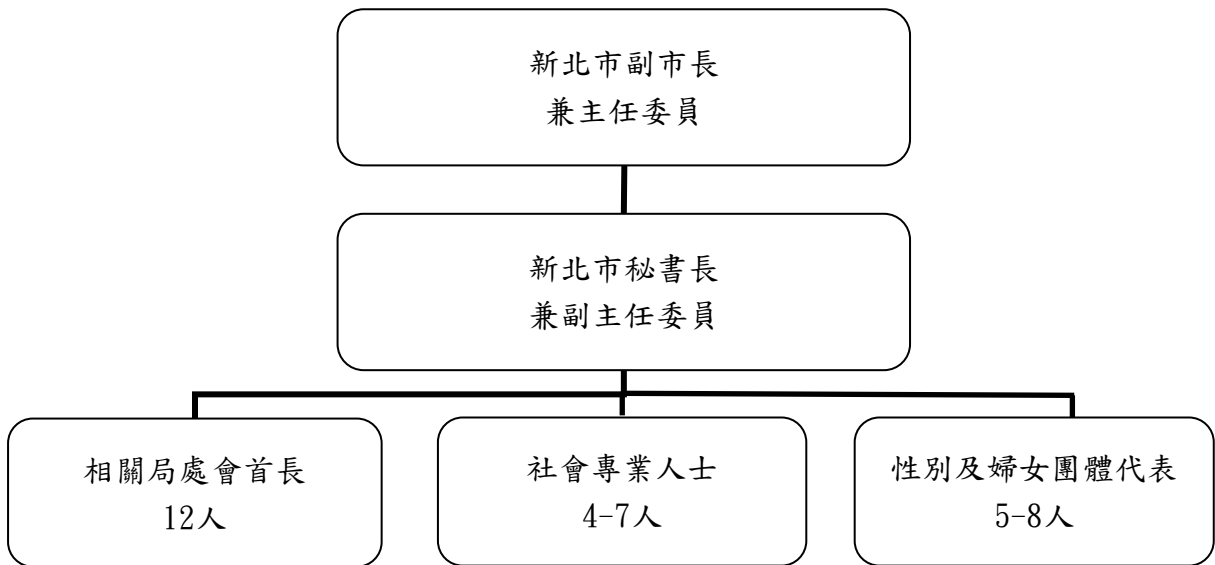 新北市副市長
兼主任委員
新北市秘書長
兼副主任委員
相關局處會首長
12人
社會專業人士
4-7人
性別及婦女團體代表
5-8人